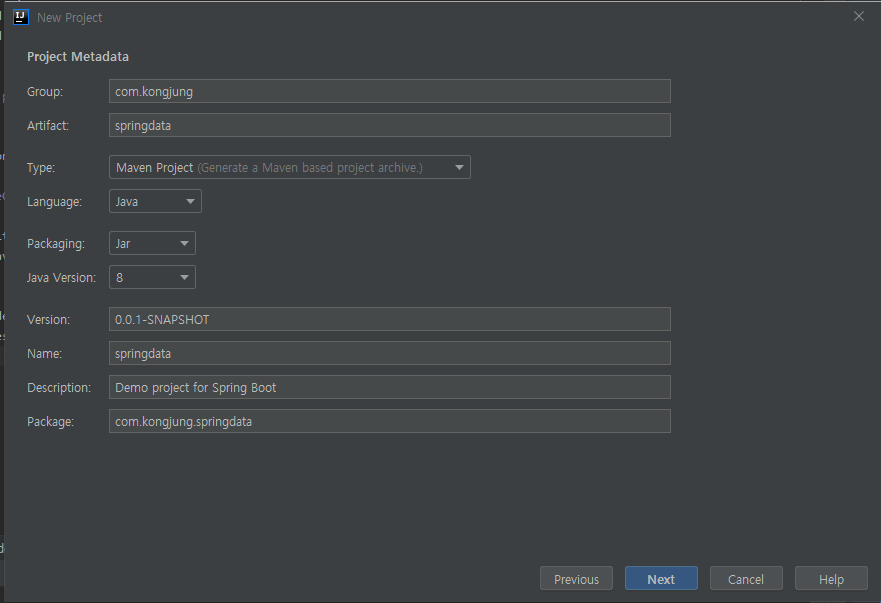 New Project
Project Metadata
Group: com.kongjung
Artifact: springdata
Type: Maven Project (Generate a Maven based project archive.)
Language: Java
Packaging: Jar
Java Version: 8
Version: 0.0.1-SNAPSHOT
Name: springdata
Description: Demo project for Spring Boot
Package: com.kongjung.springdata
Previous Next Cancel Help